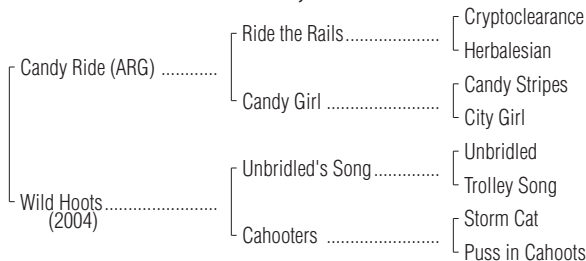 Cryptoclearance
Ride the Rails
Herbalesian
Candy Ride (ARG)
Candy Stripes
Candy Girl
City Girl
Unbridled
Unbridled's Song
Trolley Song
Wild Hoots
(2004)
Storm Cat
Cahooters
Puss in Cahoots